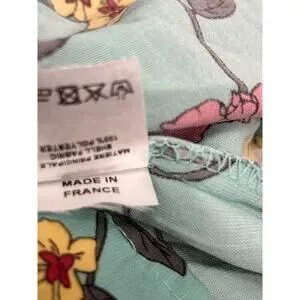 MADE IN
FRANCE
MATIERE PRINCIPALE
SHELL FABRIC
100% POLYESTER